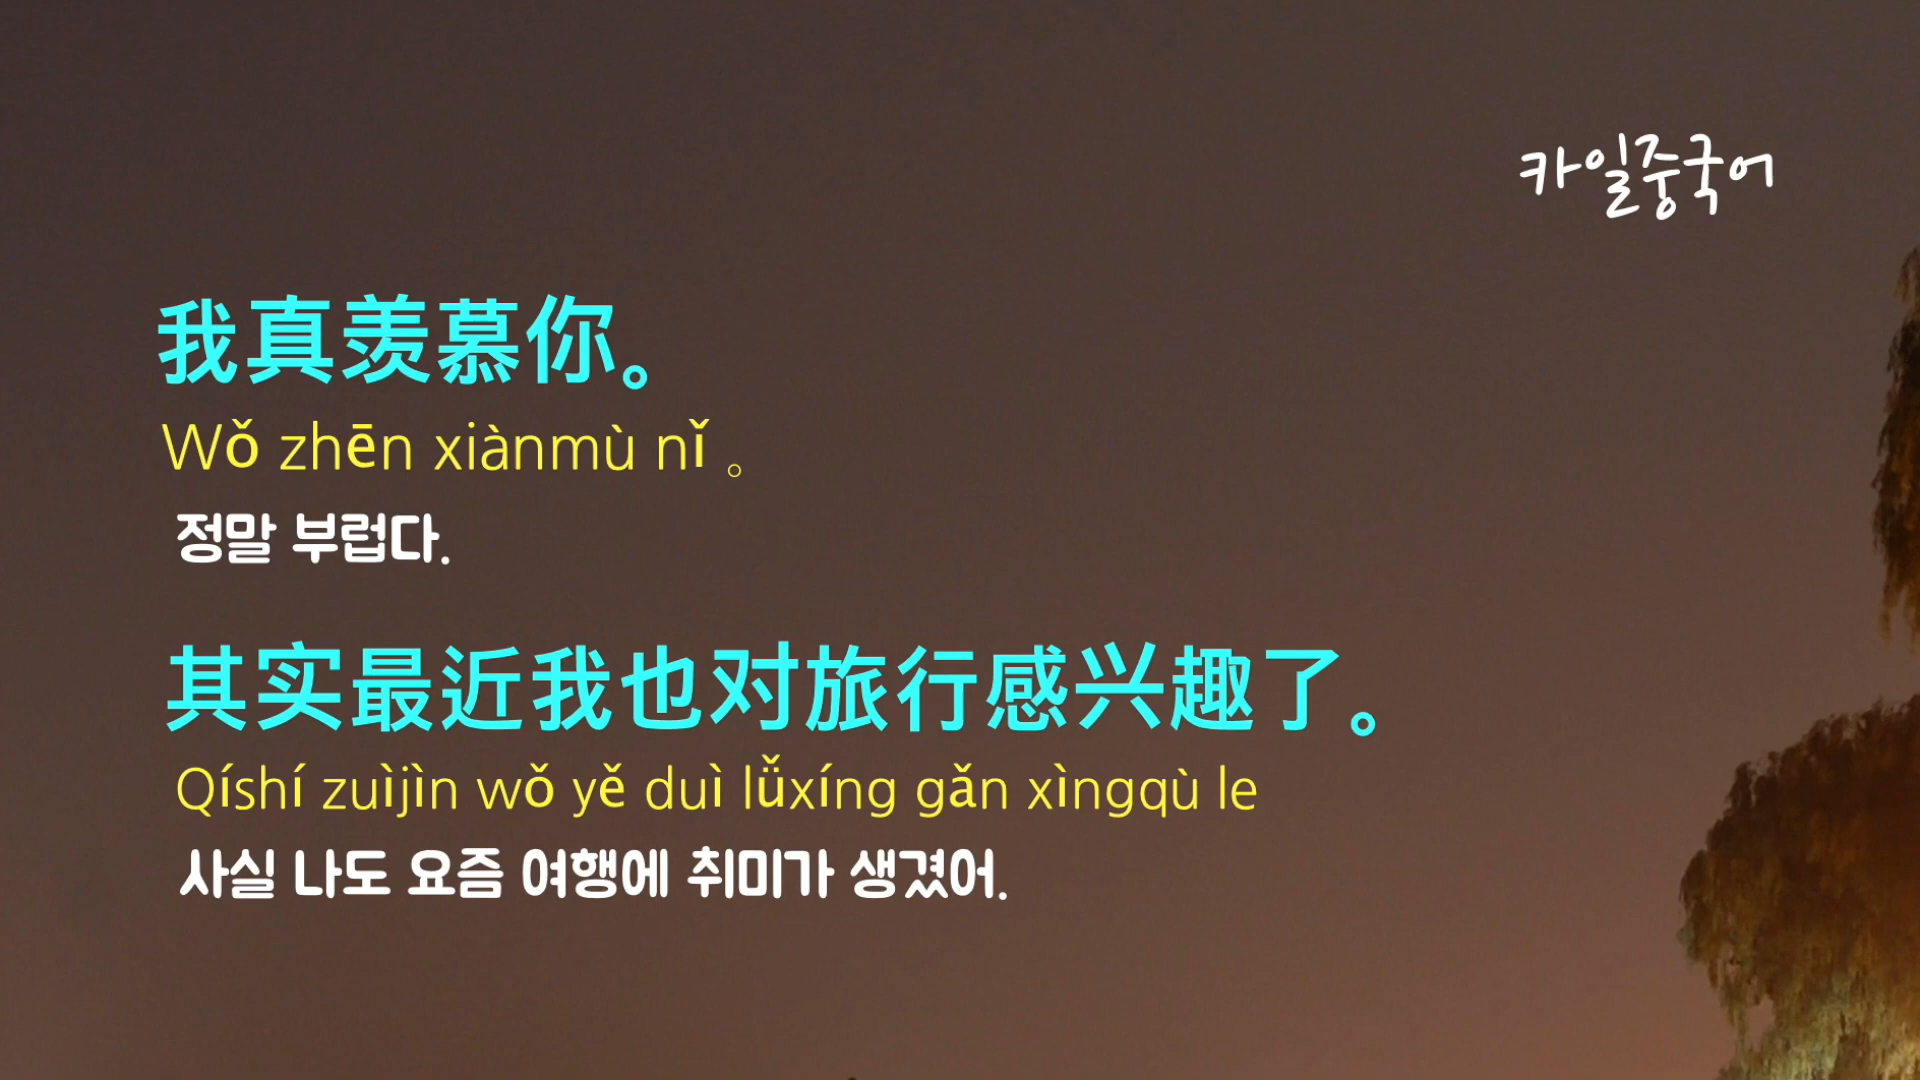 카일중국어
我真羡慕你。
Wǒ zhēn xiànmù nǐ 。
정말 부럽다.
其实最近我也对旅行感兴趣了。
Qíshí zuìjìn wǒ yě duì lǚxíng gǎn xìngqù le
사실 나도 요즘 여행에 취미가 생겼어.